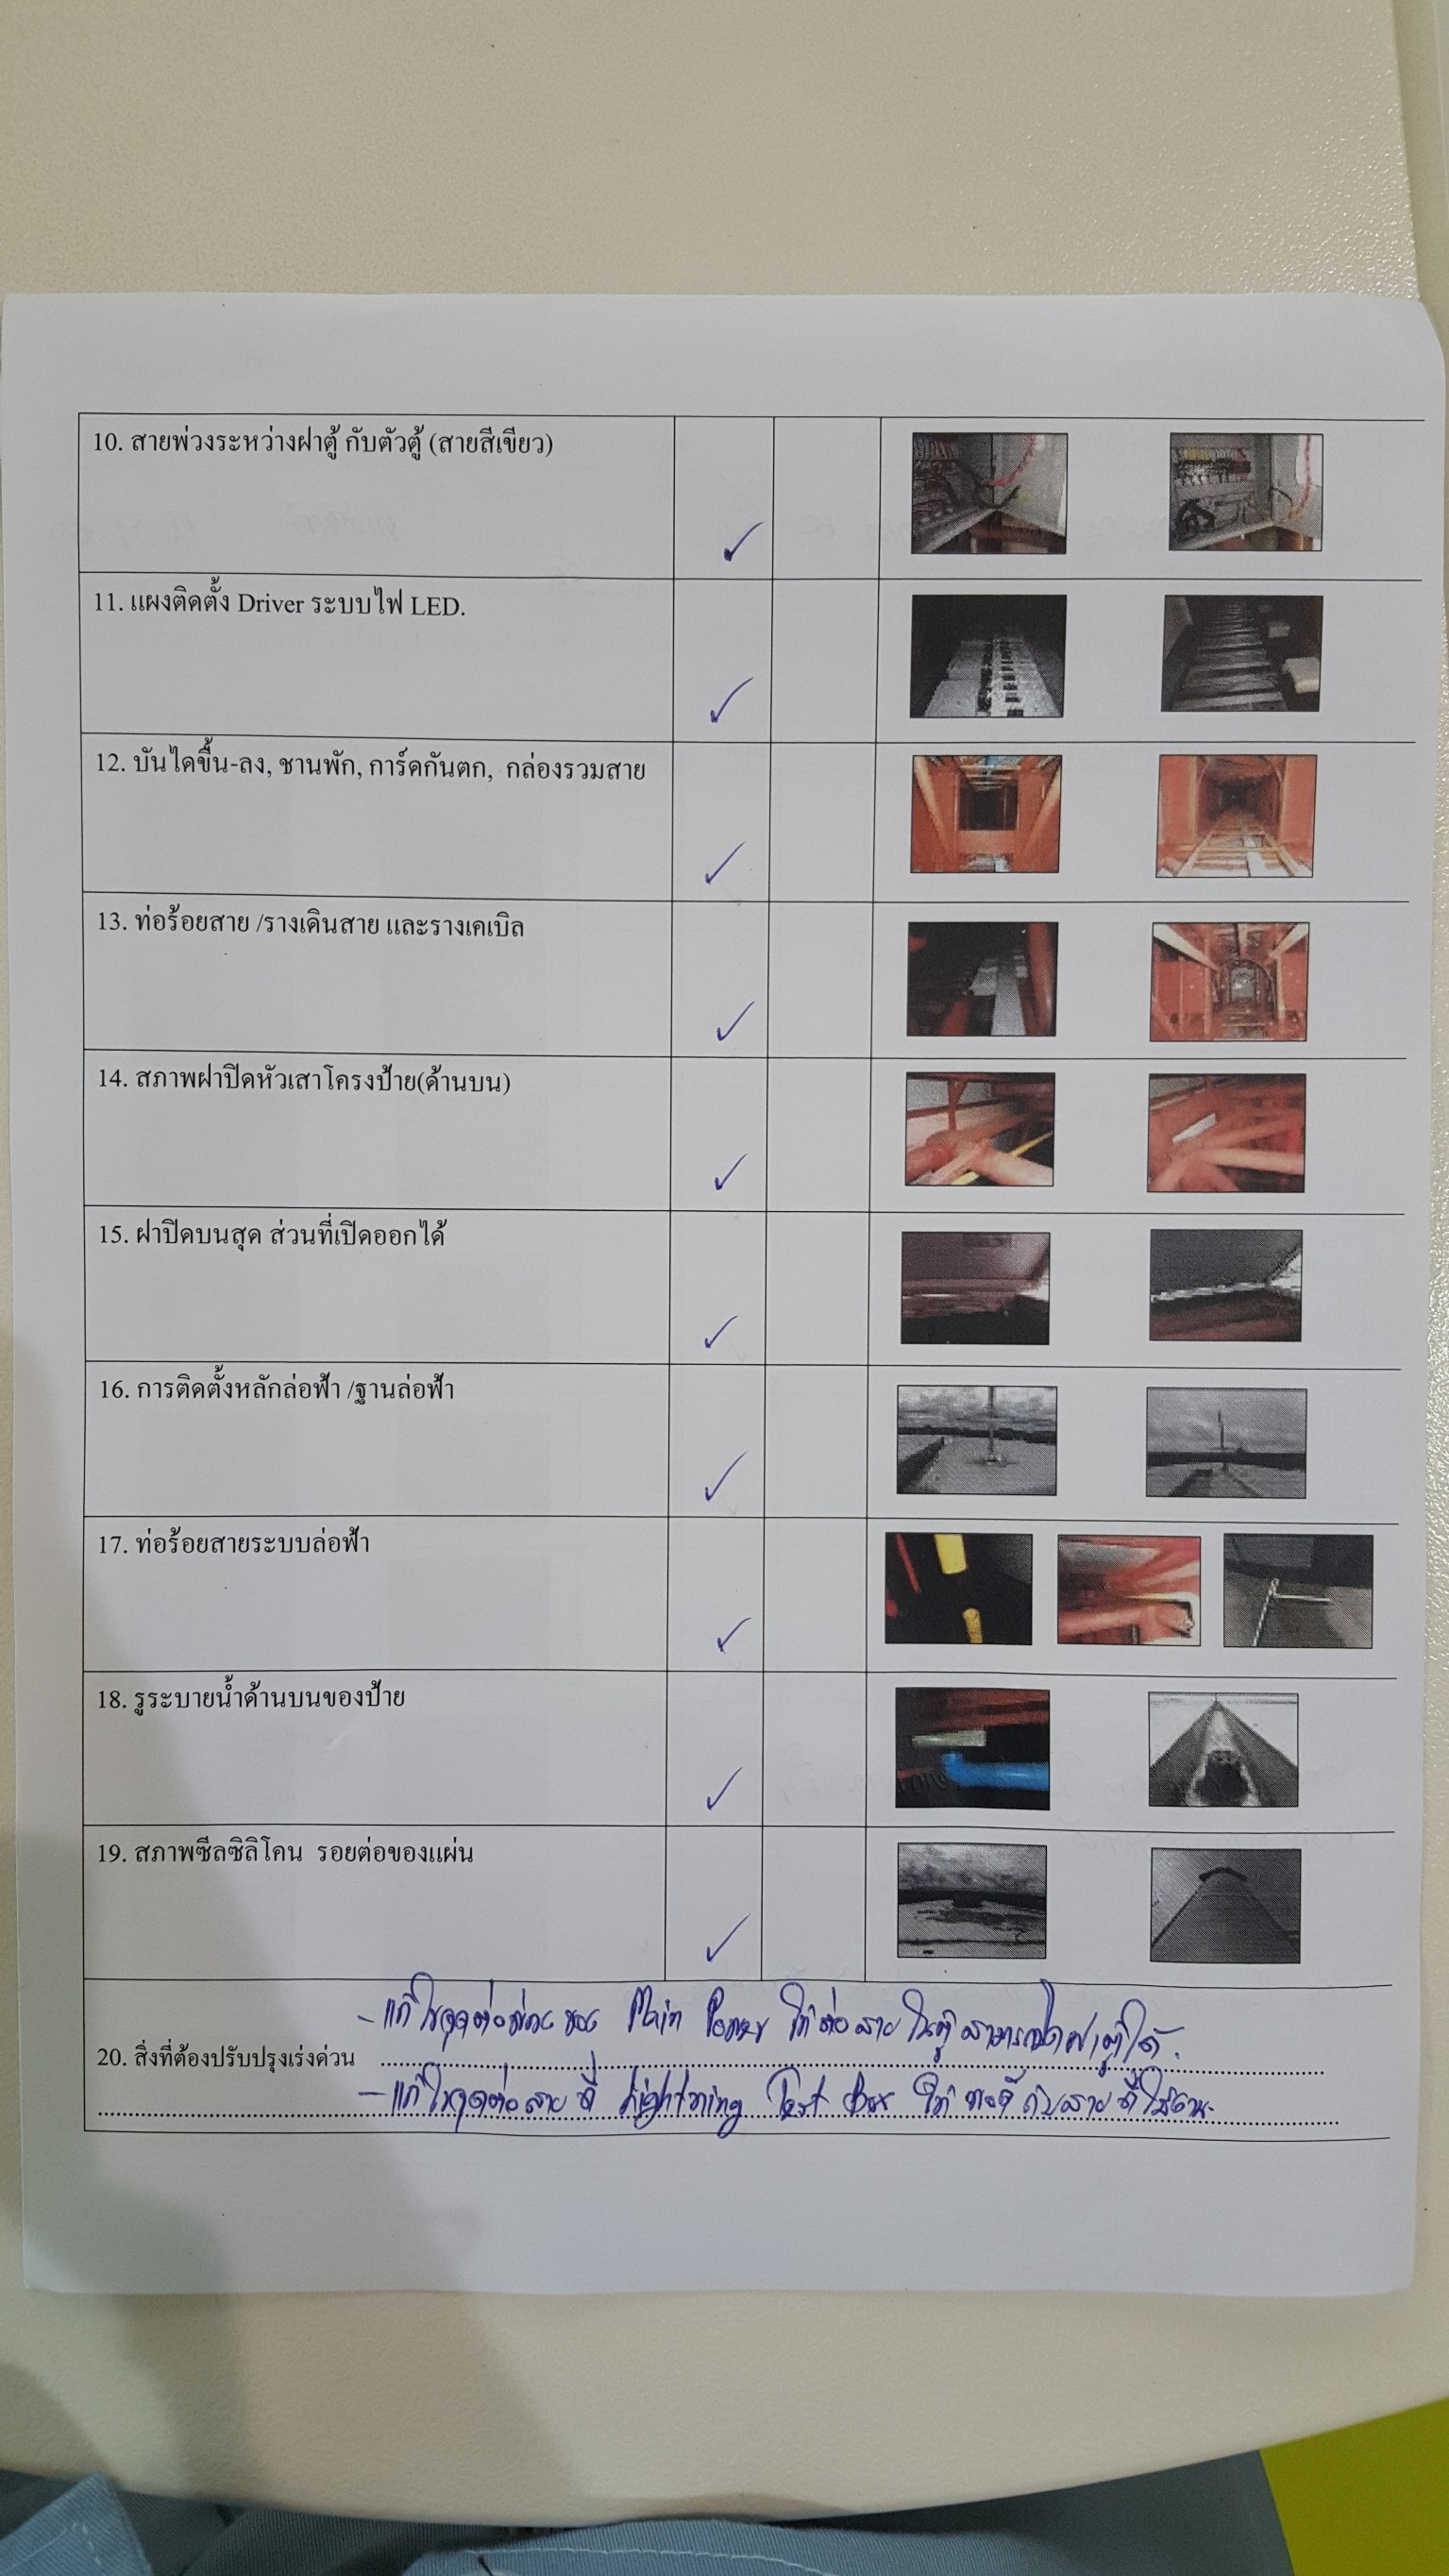 10. สายพ่วงระหว่างฝาตู้ กับตัวตู้ (สายสีเขียว)
11. แผงติดตั้ง Driver ระบบไฟ LED.
12. บันไดขึ้น-ลง, ชานพัก, การ์ดกันตก, กล่องรวมสาย
13. ท่อร้อยสาย /รางเดินสาย และรางเคเบิล
14. สภาพฝาปิดหัวเสาโครงป้าย(ด้านบน)
15. ฝาปิดบนสุด ส่วนที่เปิดออกได้
16. การติดตั้งหลักล่อฟ้า /ฐานล่อฟ้า
17. ท่อร้อยสายระบบล่อฟ้า
18. รูระบายน้ำด้านบนของป้าย
19. สภาพซีลซิลิโคน รอยต่อของแผ่น
- แก้ไขจุดต่อ ของ Main Power ให้ต่อสายในตู้สามารถปิดฝาตู้ได้.
20. สิ่งที่ต้องปรับปรุงเร่งด่วน
- แก้ไขจุดต่อสาย ที่ Lightning Test Box ให้ กับสาย